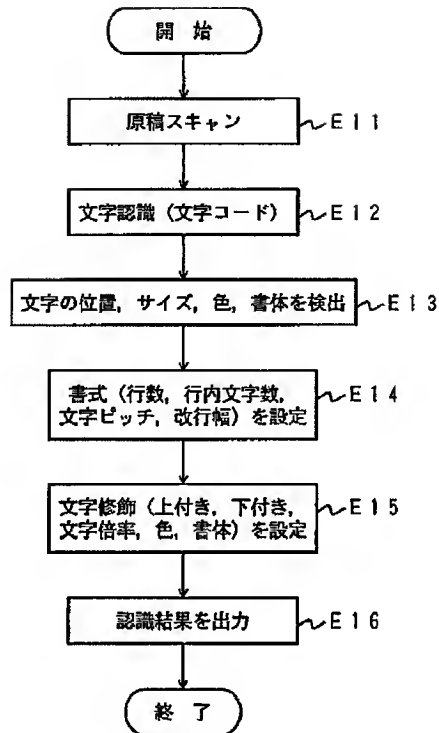 開 始
原稿スキャン E11
文字認識（文字コード） E12
文字の位置，サイズ，色，書体を検出 E13
書式（行数，行内文字数， E14
文字ピッチ，改行幅）を設定
文字修飾（上付き，下付き， E15
文字倍率，色，書体）を設定
認識結果を出力 E16
終 了